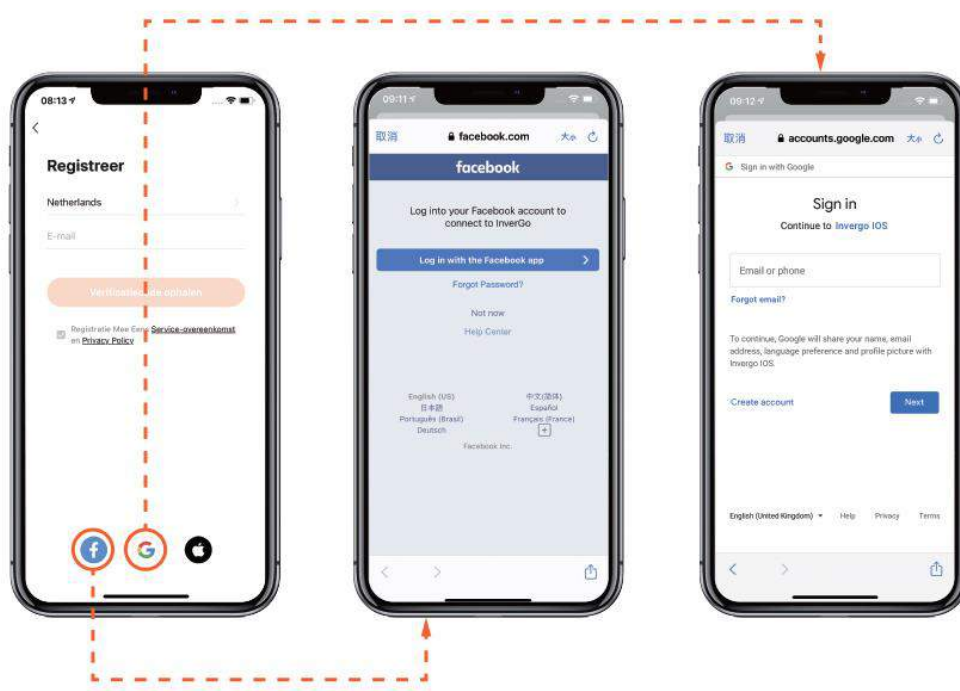 08:13
Registreer
Netherlands
E-mail
Verificatiecode ophalen
Registratie Mee Eens Service-overeenkomst
en Privacy Policy
09:11
取消
facebook.com
大小
facebook
Log into your Facebook account to
connect to InverGo
Log in with the Facebook app
Forgot Password?
Not now
Help Center
English (US)
中文(简体)
日本語
Español
Português (Brasil)
Français (France)
Deutsch
Facebook Inc.
09:12
取消
accounts.google.com
大小
Sign in with Google
Sign in
Continue to Invergo IOS
Email or phone
Forgot email?
To continue, Google will share your name, email
address, language preference and profile picture with
Invergo IOS.
Create account
Next
English (United Kingdom)
Help
Privacy
Terms